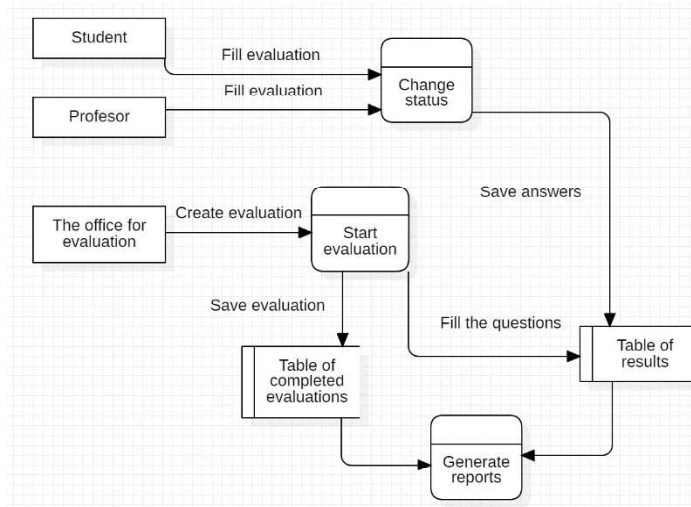 Student
Fill evaluation
Change
status
Fill evaluation
Profesor
Save answers
The office for
evaluation
Create evaluation
Start
evaluation
Save evaluation
Fill the questions
Table of
completed
evaluations
Table of
results
Generate
reports